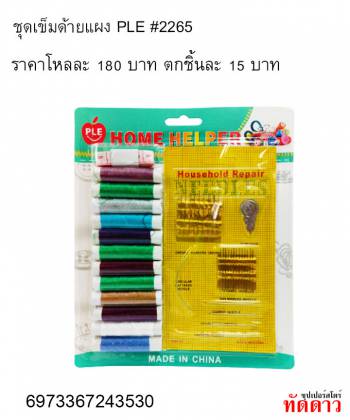 ชุดเข็มด้ายแผง PLE #2265
ราคาโหลละ 180 บาท ตกชิ้นละ 15 บาท
PLE
HOME HELPER
Household Repair
NEEDLES
MADE IN CHINA
6973367243530
ซุปเปอร์สโตร์
ทัดดาว